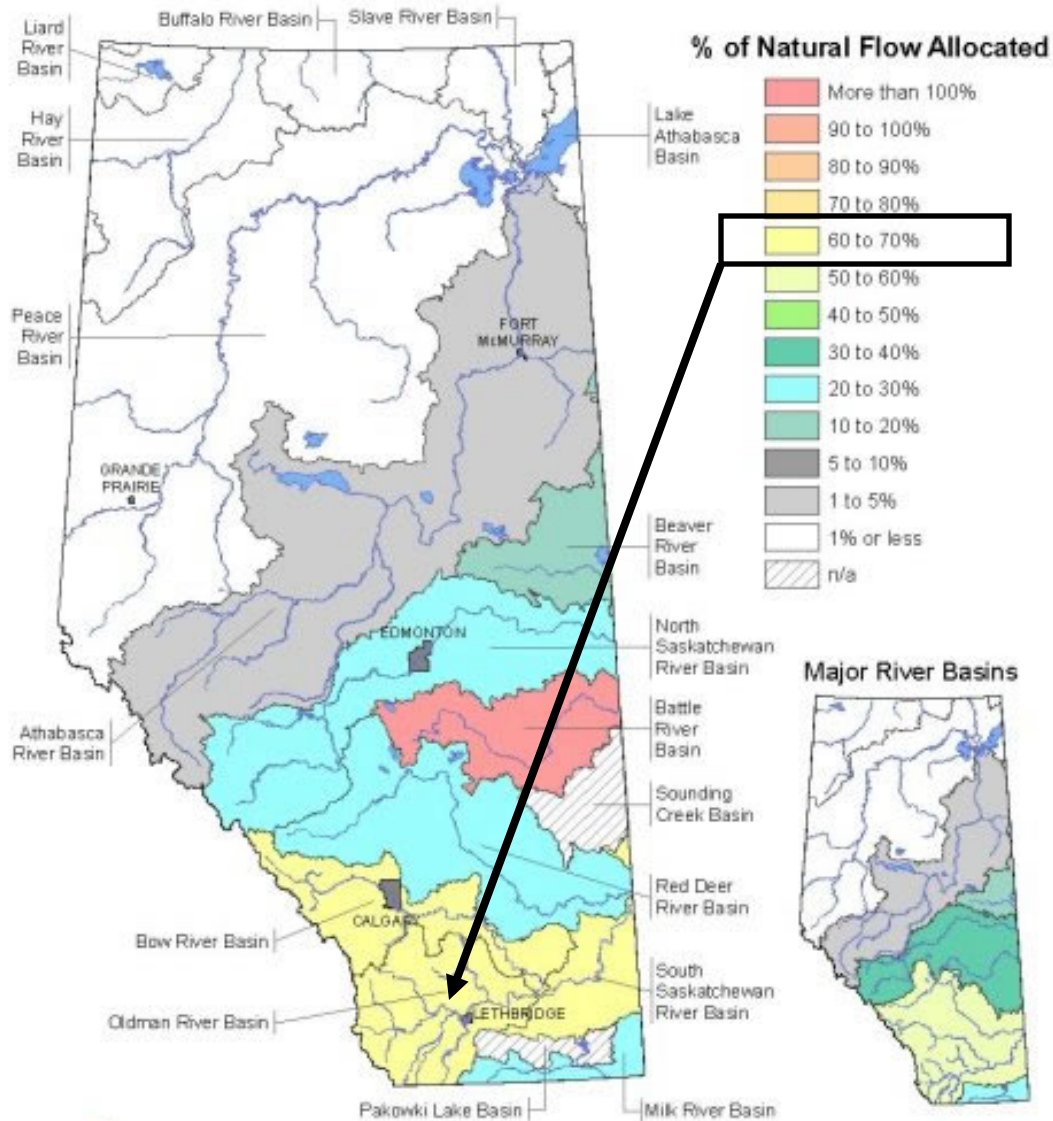 Buffalo River Basin
Slave River Basin
Liard
River
Basin
Hay
River
Basin
Lake
Athabasca
Basin
Peace
River
Basin
FORT
McMURRAY
GRANDE
PRAIRIE
Beaver
River
Basin
EDMONTON
North
Saskatchewan
River Basin
Athabasca
River Basin
Battle
River
Basin
Sounding
Creek Basin
Red Deer
River Basin
CALGARY
Bow River Basin
South
Saskatchewan
River Basin
Oldman River Basin
LETHBRIDGE
Pakowki Lake Basin
Milk River Basin
% of Natural Flow Allocated
More than 100%
90 to 100%
80 to 90%
70 to 80%
60 to 70%
50 to 60%
40 to 50%
30 to 40%
20 to 30%
10 to 20%
5 to 10%
1 to 5%
1% or less
n/a
Major River Basins